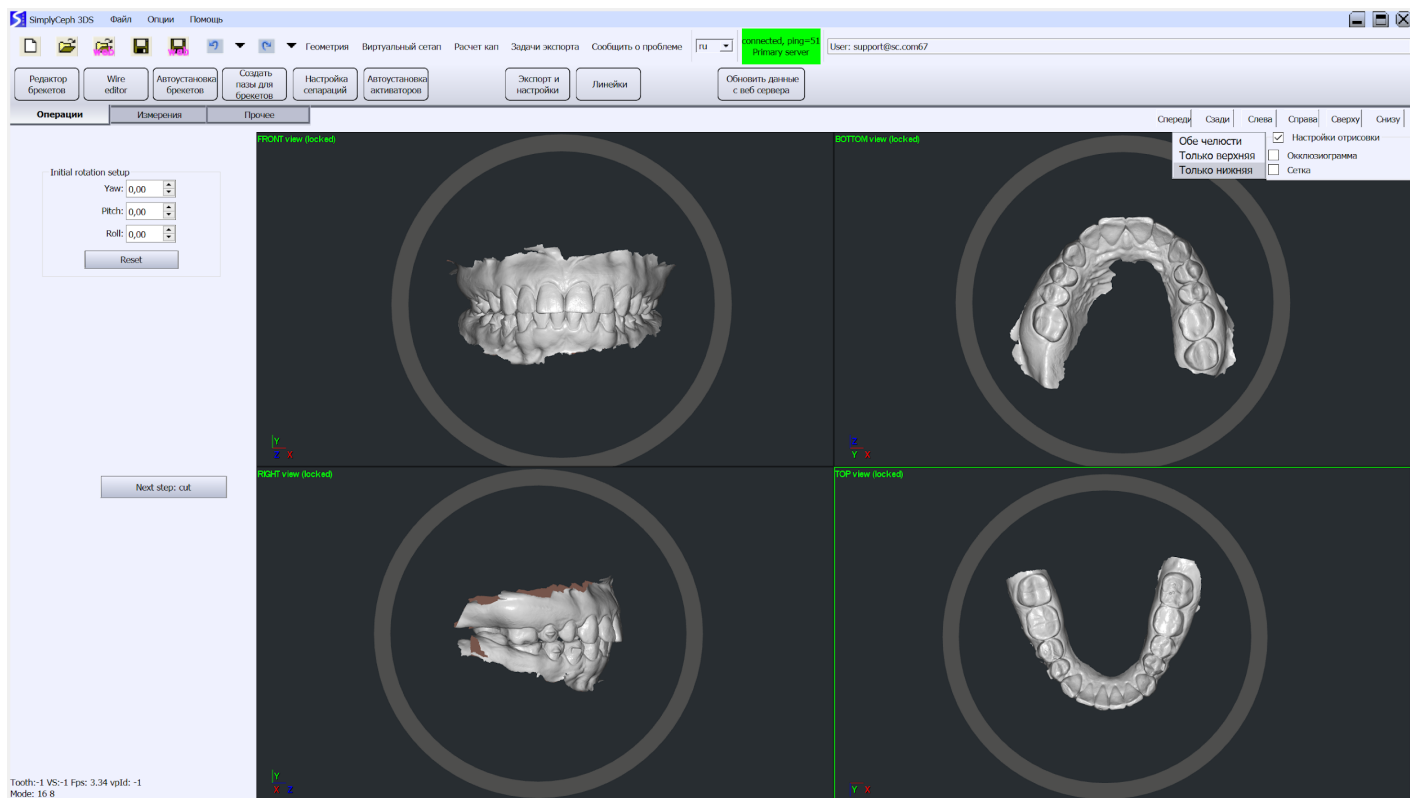 SimplyCeph 3DS Файл Опции Помощь
Геометрия Виртуальный сетап Расчет кап Задачи экспорта Сообщить о проблеме ru connected, ping=51 User: support@sc.com67
Primary server
Редактор брекетов
Wire editor
Автоустановка брекетов
Создать пазы для брекетов
Настройка сепараций
Автоустановка активаторов
Экспорт и настройки
Линейки
Обновить данные с веб сервера
Операции Измерения Прочее
Спереди Сзади Слева Справа Сверху Снизу
Обе челюсти
Только верхняя
Только нижняя
Настройки отрисовки
Окклюзиограмма
Сетка
Initial rotation setup
Yaw: 0,00
Pitch: 0,00
Roll: 0,00
Reset
Next step: cut
FRONT view (locked)
Y
Z X
BOTTOM view (locked)
Z
Y X
RIGHT view (locked)
Y
X Z
TOP view (locked)
Y X
Tooth:-1 VS:-1 Fps: 3.34 vpId: -1
Mode: 16 8